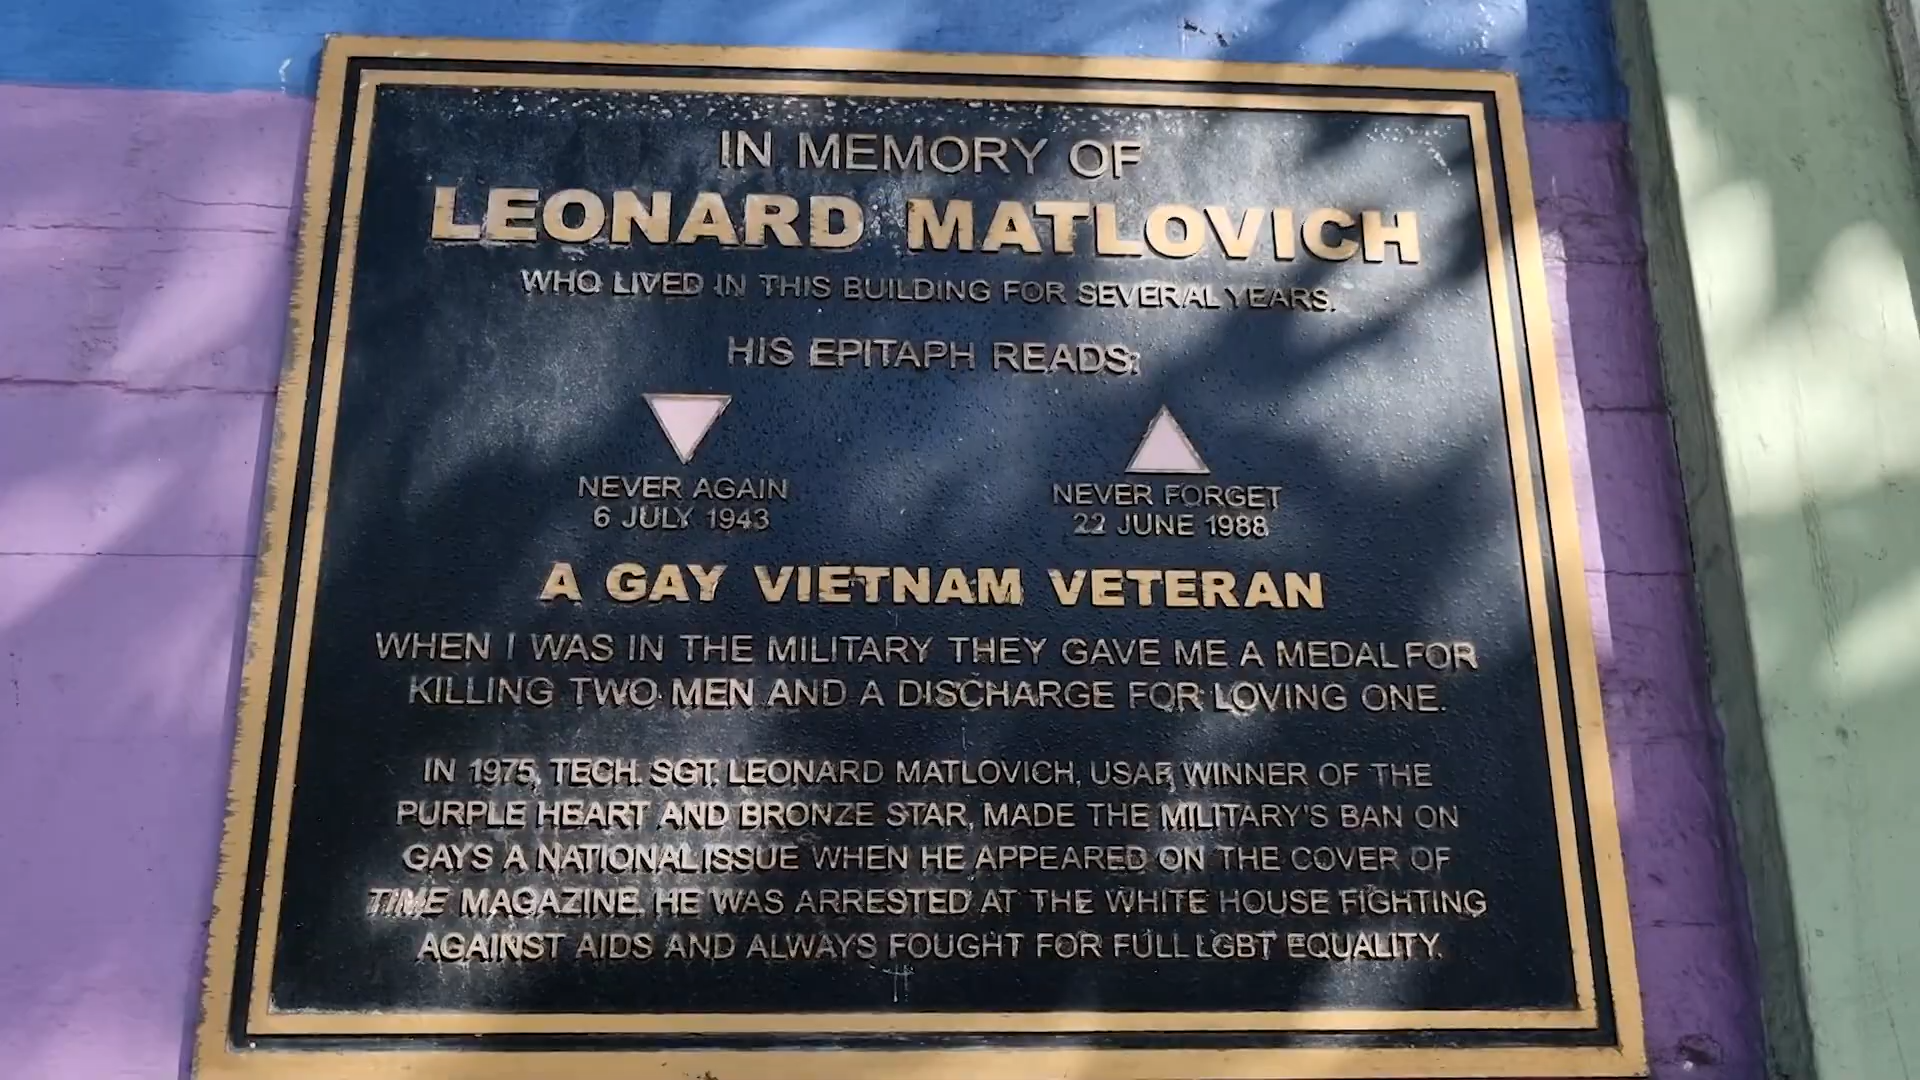 IN MEMORY OF
LEONARD MATLOVICH
WHO LIVED IN THIS BUILDING FOR SEVERAL YEARS.
HIS EPITAPH READS:
NEVER AGAIN
6 JULY 1943
NEVER FORGET
22 JUNE 1988
A GAY VIETNAM VETERAN
WHEN I WAS IN THE MILITARY THEY GAVE ME A MEDAL FOR
KILLING TWO MEN AND A DISCHARGE FOR LOVING ONE.
IN 1975, TECH. SGT. LEONARD MATLOVICH, USAF, WINNER OF THE
PURPLE HEART AND BRONZE STAR, MADE THE MILITARY'S BAN ON
GAYS A NATIONAL ISSUE WHEN HE APPEARED ON THE COVER OF
TIME MAGAZINE. HE WAS ARRESTED AT THE WHITE HOUSE FIGHTING
AGAINST AIDS AND ALWAYS FOUGHT FOR FULL LGBT EQUALITY.